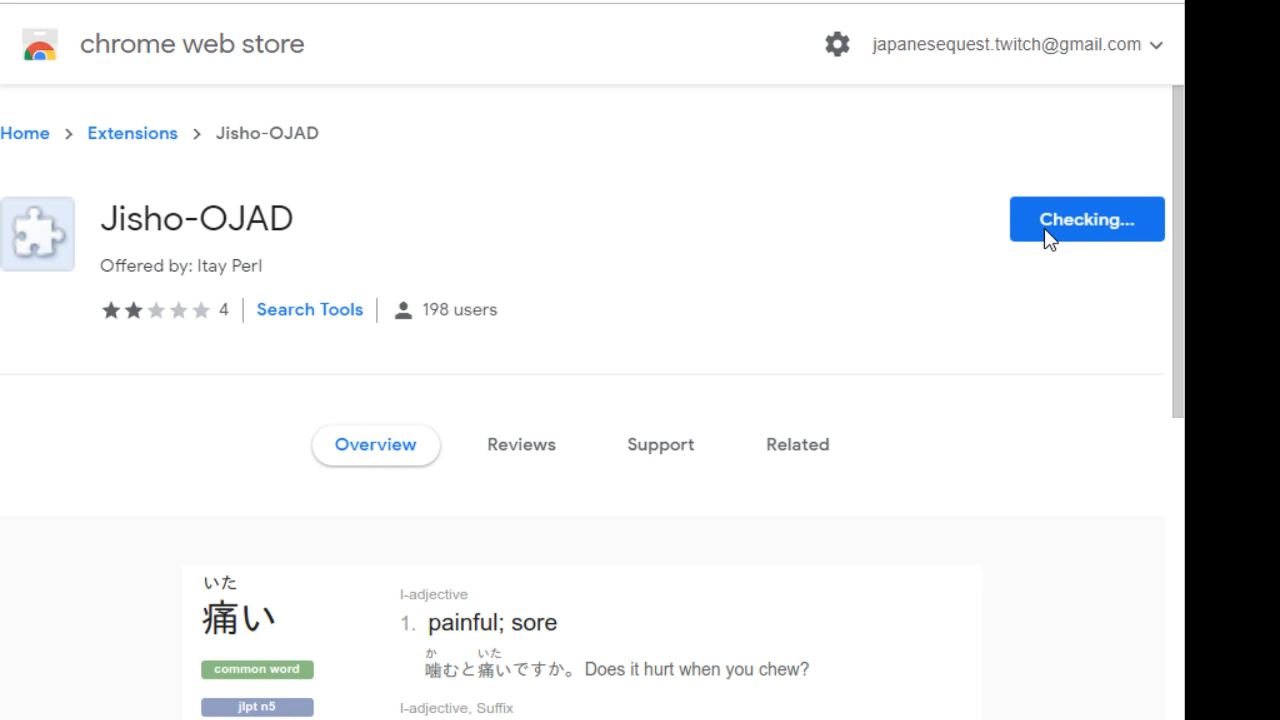 chrome web store
japanesequest.twitch@gmail.com
Home > Extensions > Jisho-OJAD
Jisho-OJAD
Checking...
Offered by: Itay Perl
4 | Search Tools | 198 users
Overview Reviews Support Related
いた
痛い
common word
jlpt n5
I-adjective
1. painful; sore
か いた
噛むと痛いですか。 Does it hurt when you chew?
I-adjective, Suffix